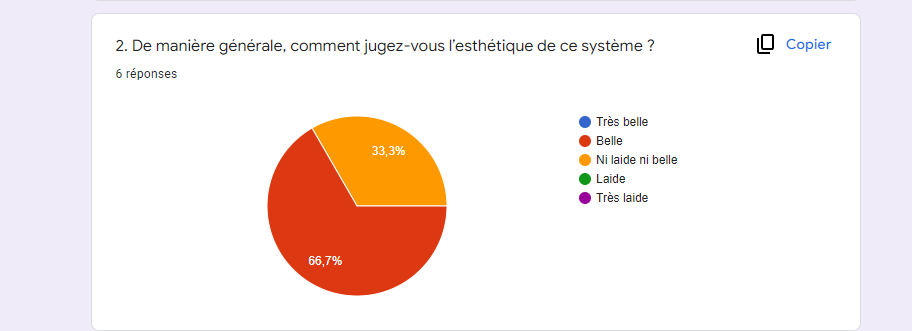 2. De manière générale, comment jugez-vous l'esthétique de ce système ?
Copier
6 réponses
33,3%
66,7%
Très belle
Belle
Ni laide ni belle
Laide
Très laide